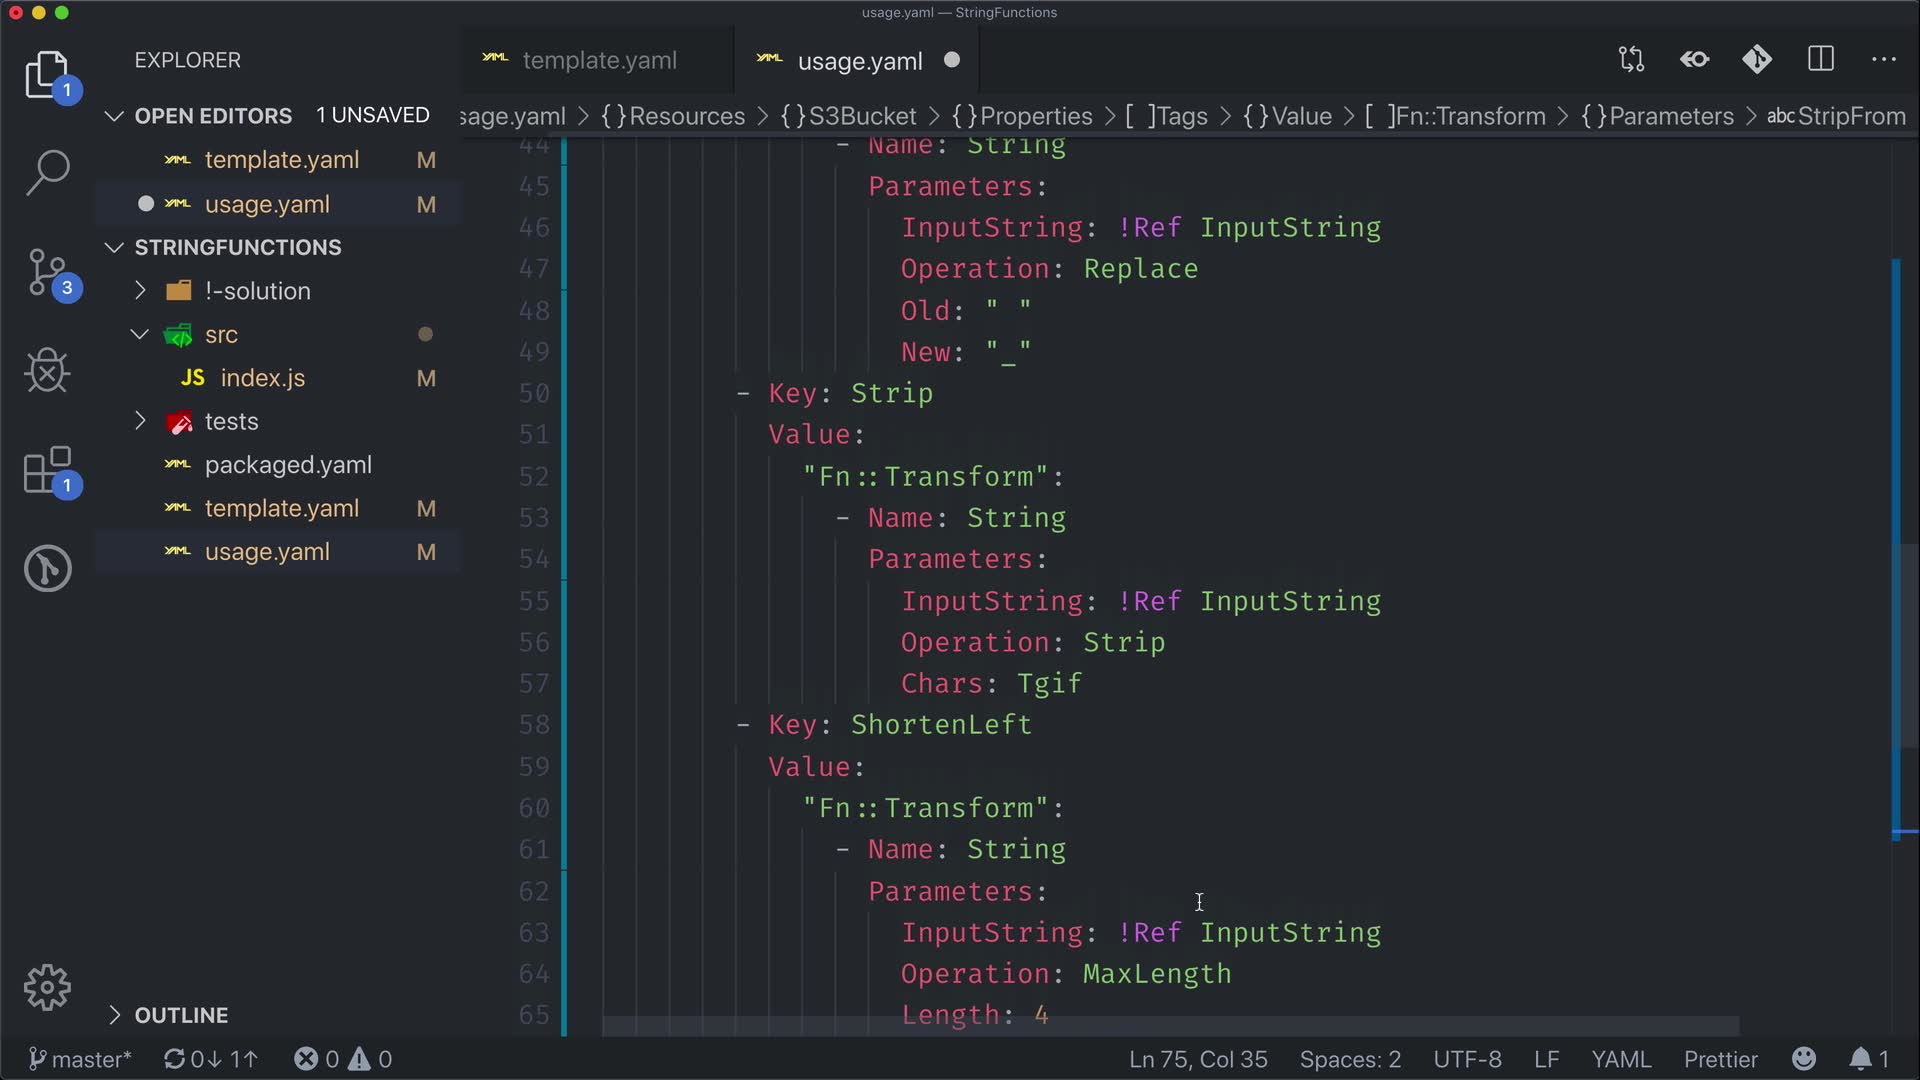 usage.yaml — StringFunctions
EXPLORER
template.yaml
usage.yaml
1
OPEN EDITORS 1 UNSAVED
sage.yaml > {}Resources > {}S3Bucket > {}Properties > [ ]Tags > {}Value > [ ]Fn::Transform > {}Parameters > abcStripFrom
template.yaml M
usage.yaml M
STRINGFUNCTIONS
3
!-solution
src
JS index.js M
tests
packaged.yaml
1
template.yaml M
usage.yaml M
OUTLINE
44 - Name: String
45 Parameters:
46 InputString: !Ref InputString
47 Operation: Replace
48 Old: " "
49 New: "_"
50 - Key: Strip
51 Value:
52 "Fn::Transform":
53 - Name: String
54 Parameters:
55 InputString: !Ref InputString
56 Operation: Strip
57 Chars: Tgif
58 - Key: ShortenLeft
59 Value:
60 "Fn::Transform":
61 - Name: String
62 Parameters:
63 InputString: !Ref InputString
64 Operation: MaxLength
65 Length: 4
master* 0↓ 1↑ 0 0 Ln 75, Col 35 Spaces: 2 UTF-8 LF YAML Prettier 1